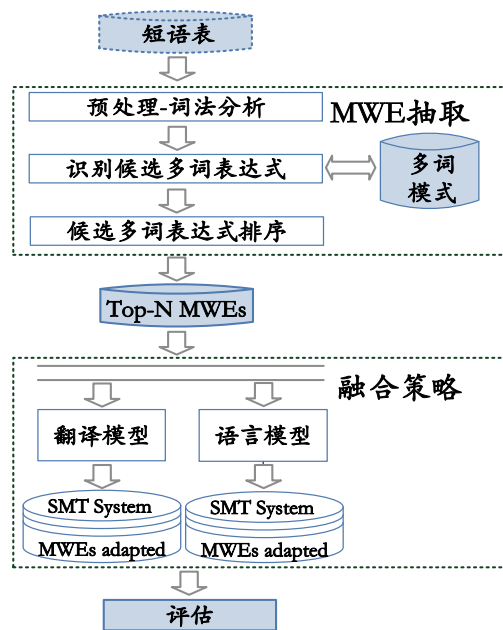 短语表
MWE抽取
预处理-词法分析
识别候选多词表达式
多词
模式
候选多词表达式排序
Top-N MWEs
融合策略
翻译模型
语言模型
SMT System
MWEs adapted
SMT System
MWEs adapted
评估